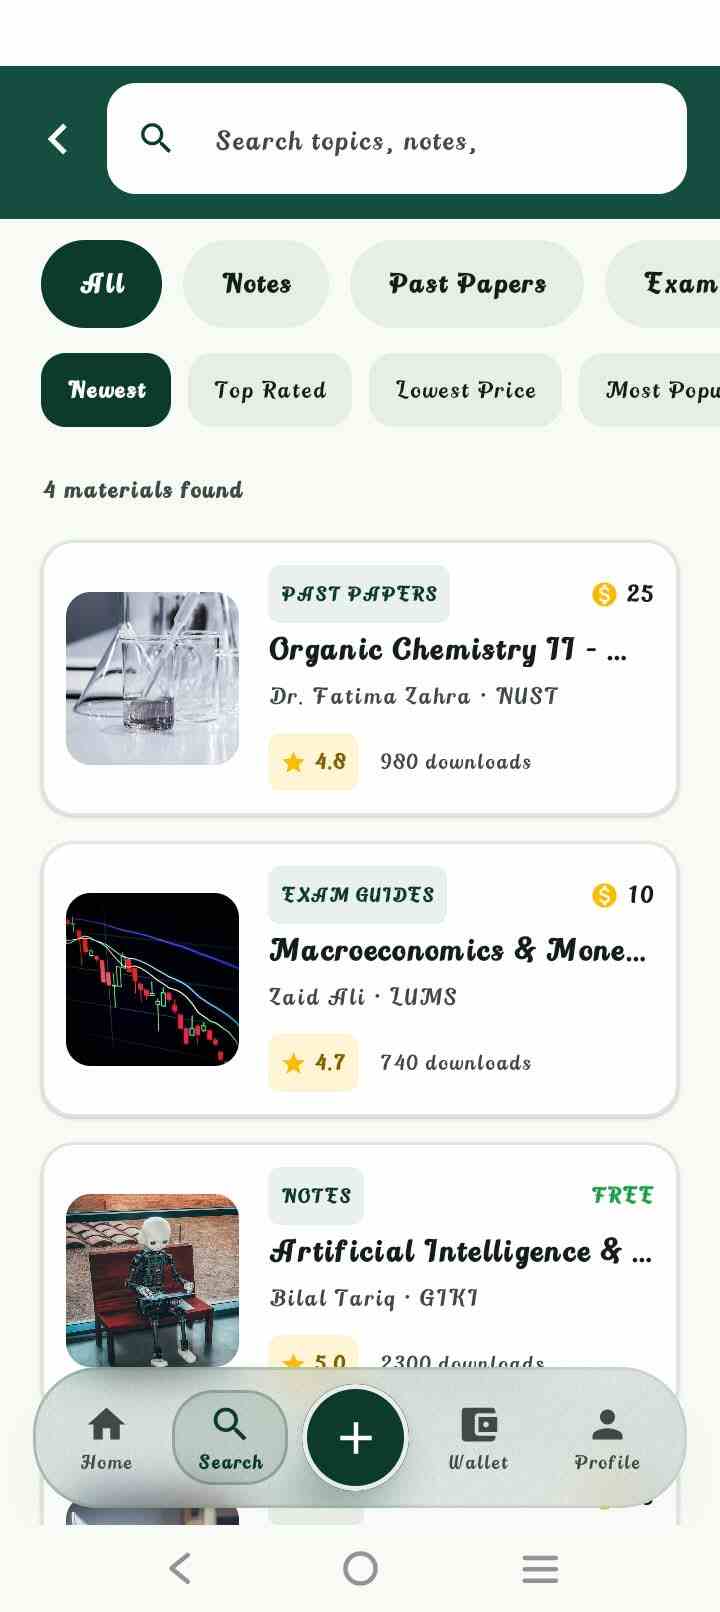 Search topics, notes,
All
Notes
Past Papers
Exam
Newest
Top Rated
Lowest Price
Most Popu
4 materials found
PAST PAPERS
25
Organic Chemistry II - ...
Dr. Fatima Zahra · NUST
4.8
980 downloads
EXAM GUIDES
10
Macroeconomics & Mone...
Zaid Ali · LUMS
4.7
740 downloads
NOTES
FREE
Artificial Intelligence & ...
Bilal Tariq · GIKI
5.0
2300 downloads
Home
Search
Wallet
Profile